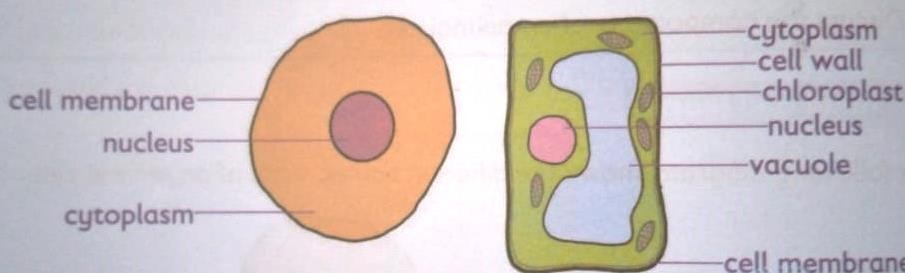 cell membrane
nucleus
cytoplasm
cytoplasm
cell wall
chloroplast
nucleus
vacuole
cell membrane